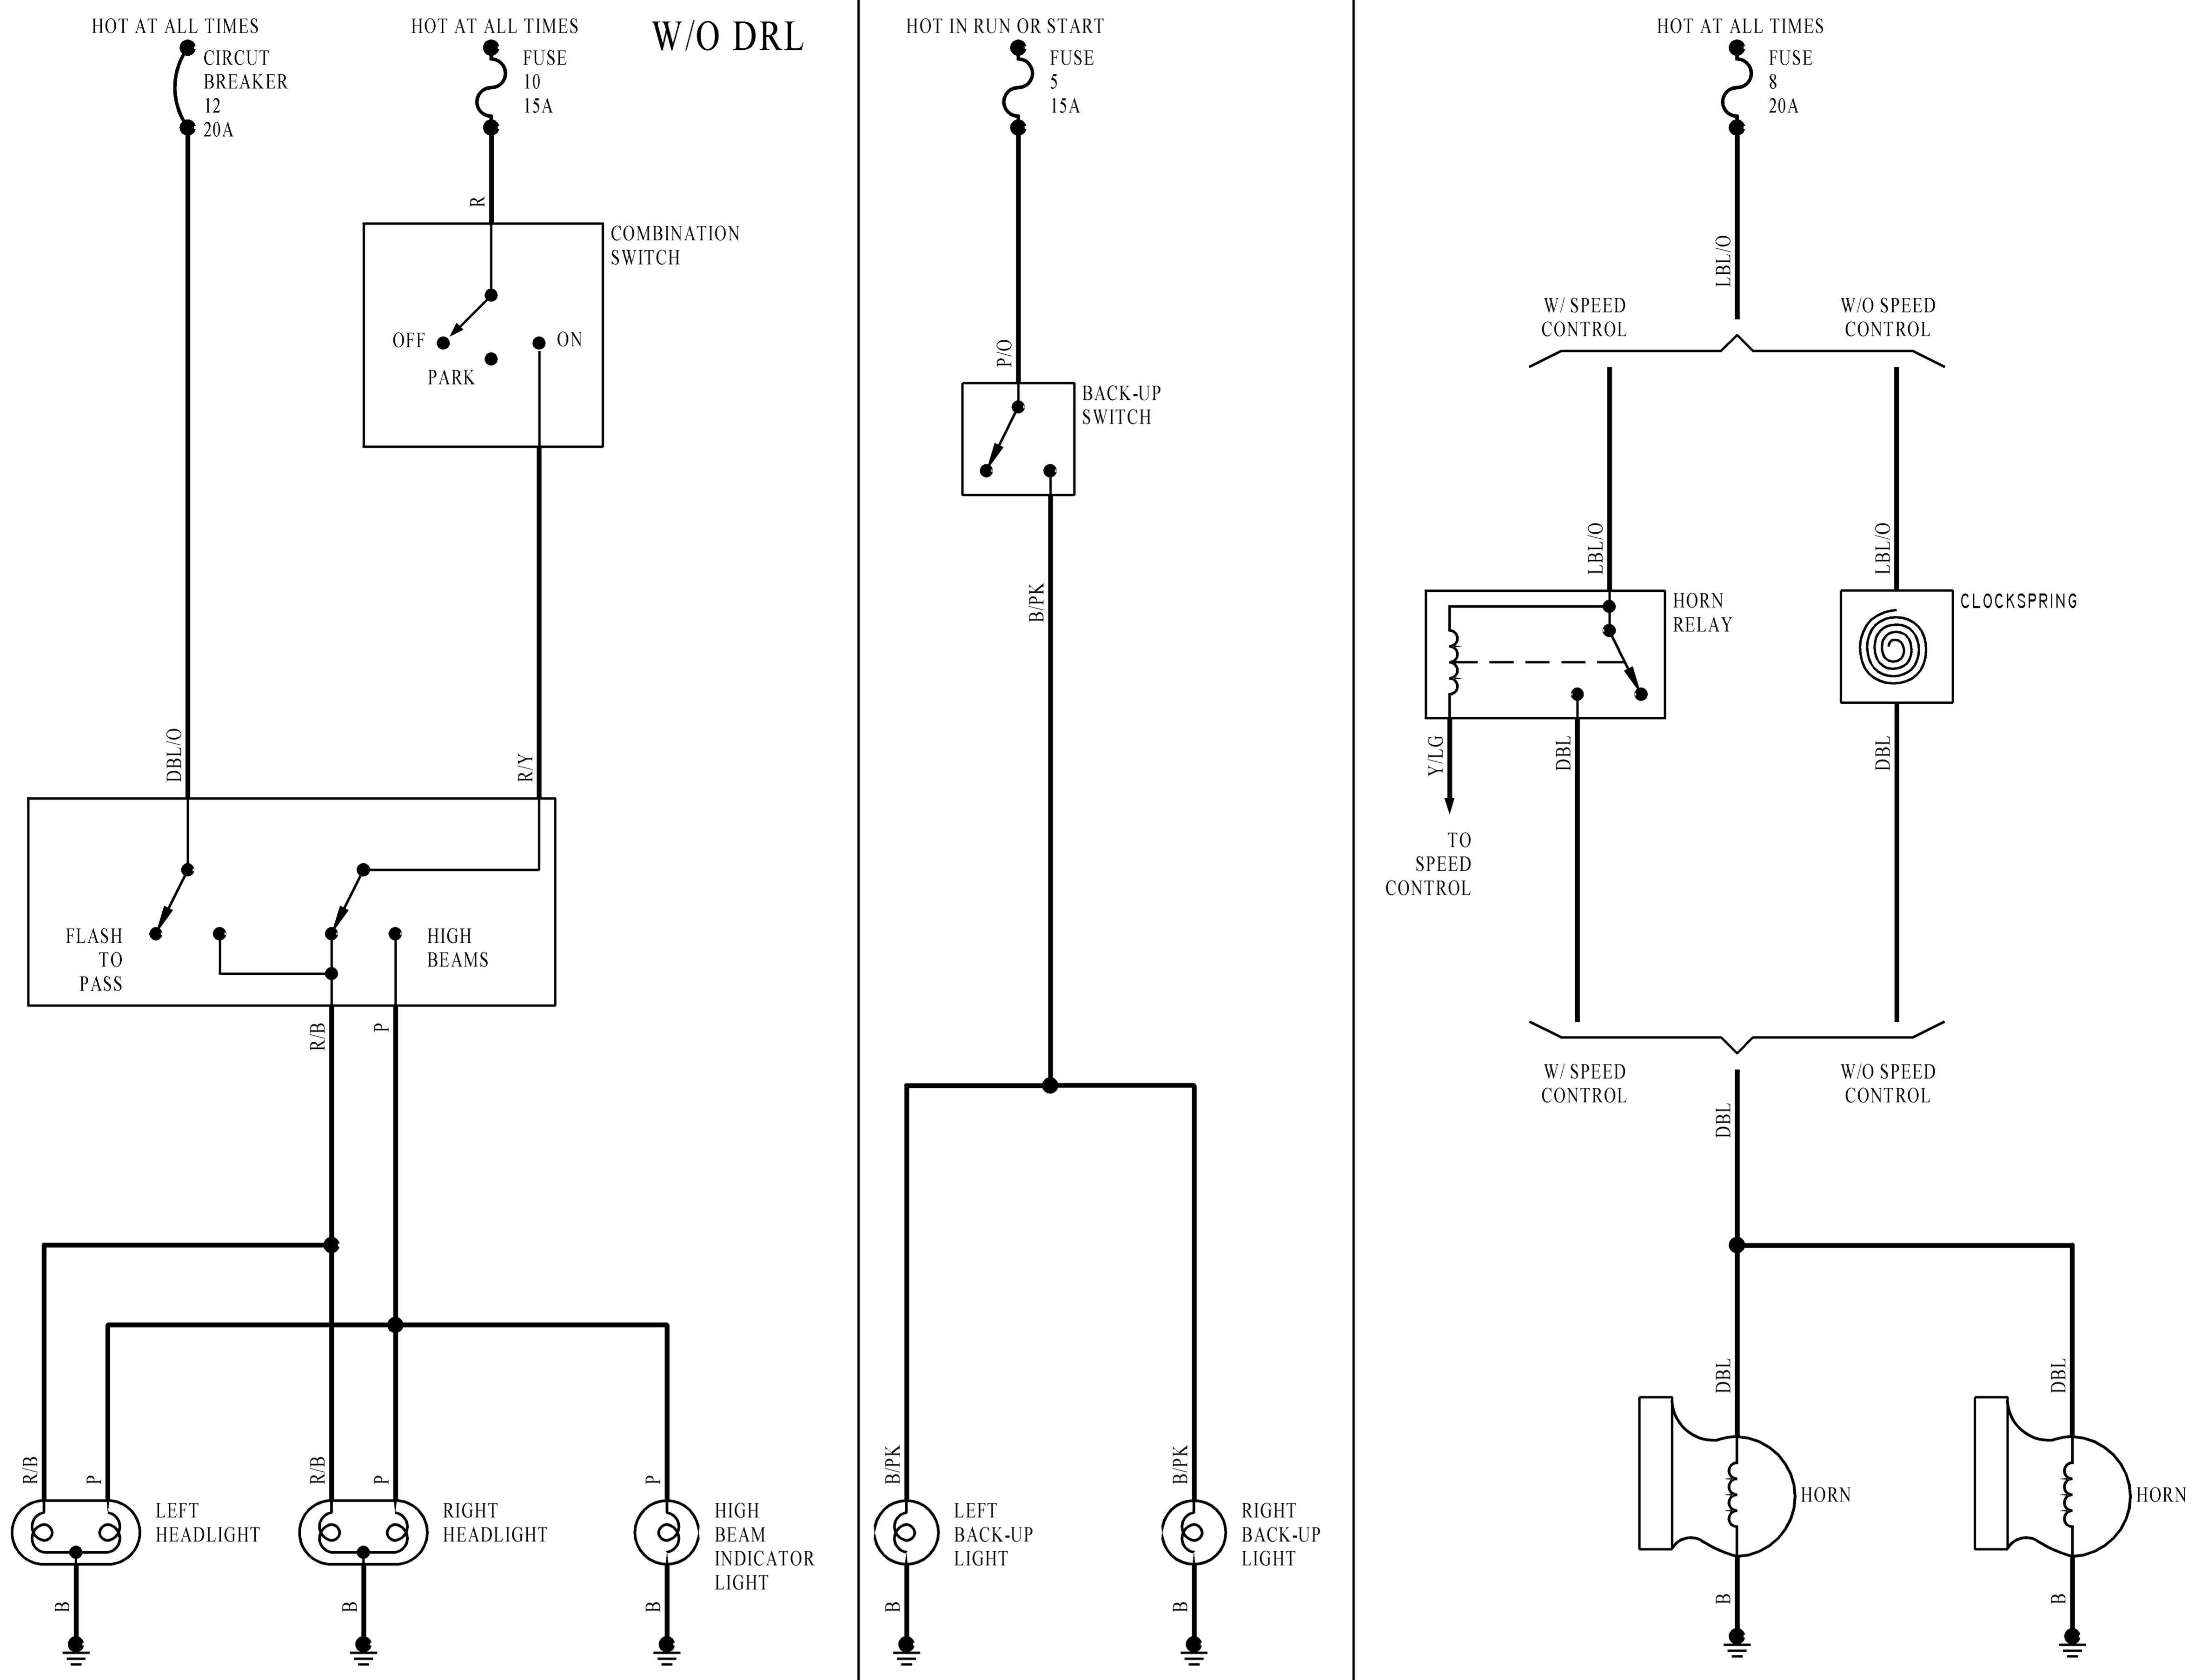 W/O DRL
HOT AT ALL TIMES
CIRCUT
BREAKER
12
20A
HOT AT ALL TIMES
FUSE
10
15A
R
COMBINATION
SWITCH
OFF
ON
PARK
DBL/O
R/Y
FLASH
TO
PASS
HIGH
BEAMS
R/B
P
R/B
P
R/B
P
P
LEFT
HEADLIGHT
RIGHT
HEADLIGHT
HIGH
BEAM
INDICATOR
LIGHT
B
B
B
HOT IN RUN OR START
FUSE
5
15A
P/O
BACK-UP
SWITCH
B/PK
B/PK
B/PK
LEFT
BACK-UP
LIGHT
RIGHT
BACK-UP
LIGHT
B
B
HOT AT ALL TIMES
FUSE
8
20A
LBL/O
W/ SPEED
CONTROL
W/O SPEED
CONTROL
LBL/O
LBL/O
HORN
RELAY
CLOCKSPRING
Y/LG
DBL
DBL
TO
SPEED
CONTROL
W/ SPEED
CONTROL
W/O SPEED
CONTROL
DBL
DBL
DBL
HORN
HORN
B
B